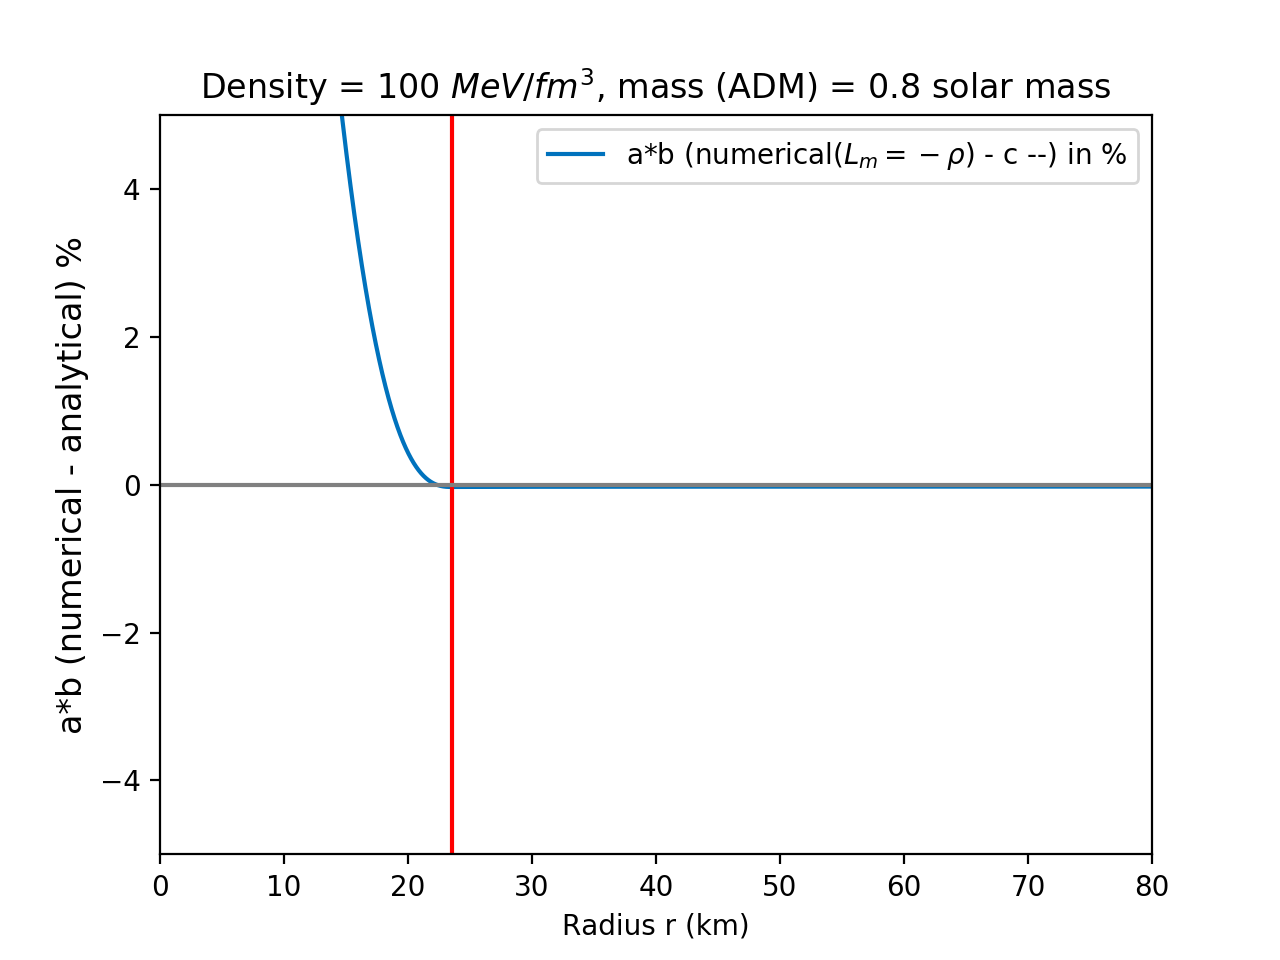 Density = 100 MeV/fm³, mass (ADM) = 0.8 solar mass
a*b (numerical(Lₘ = − ρ) - c --) in %
a*b (numerical - analytical) %
4
2
0
−2
−4
0 10 20 30 40 50 60 70 80
Radius r (km)